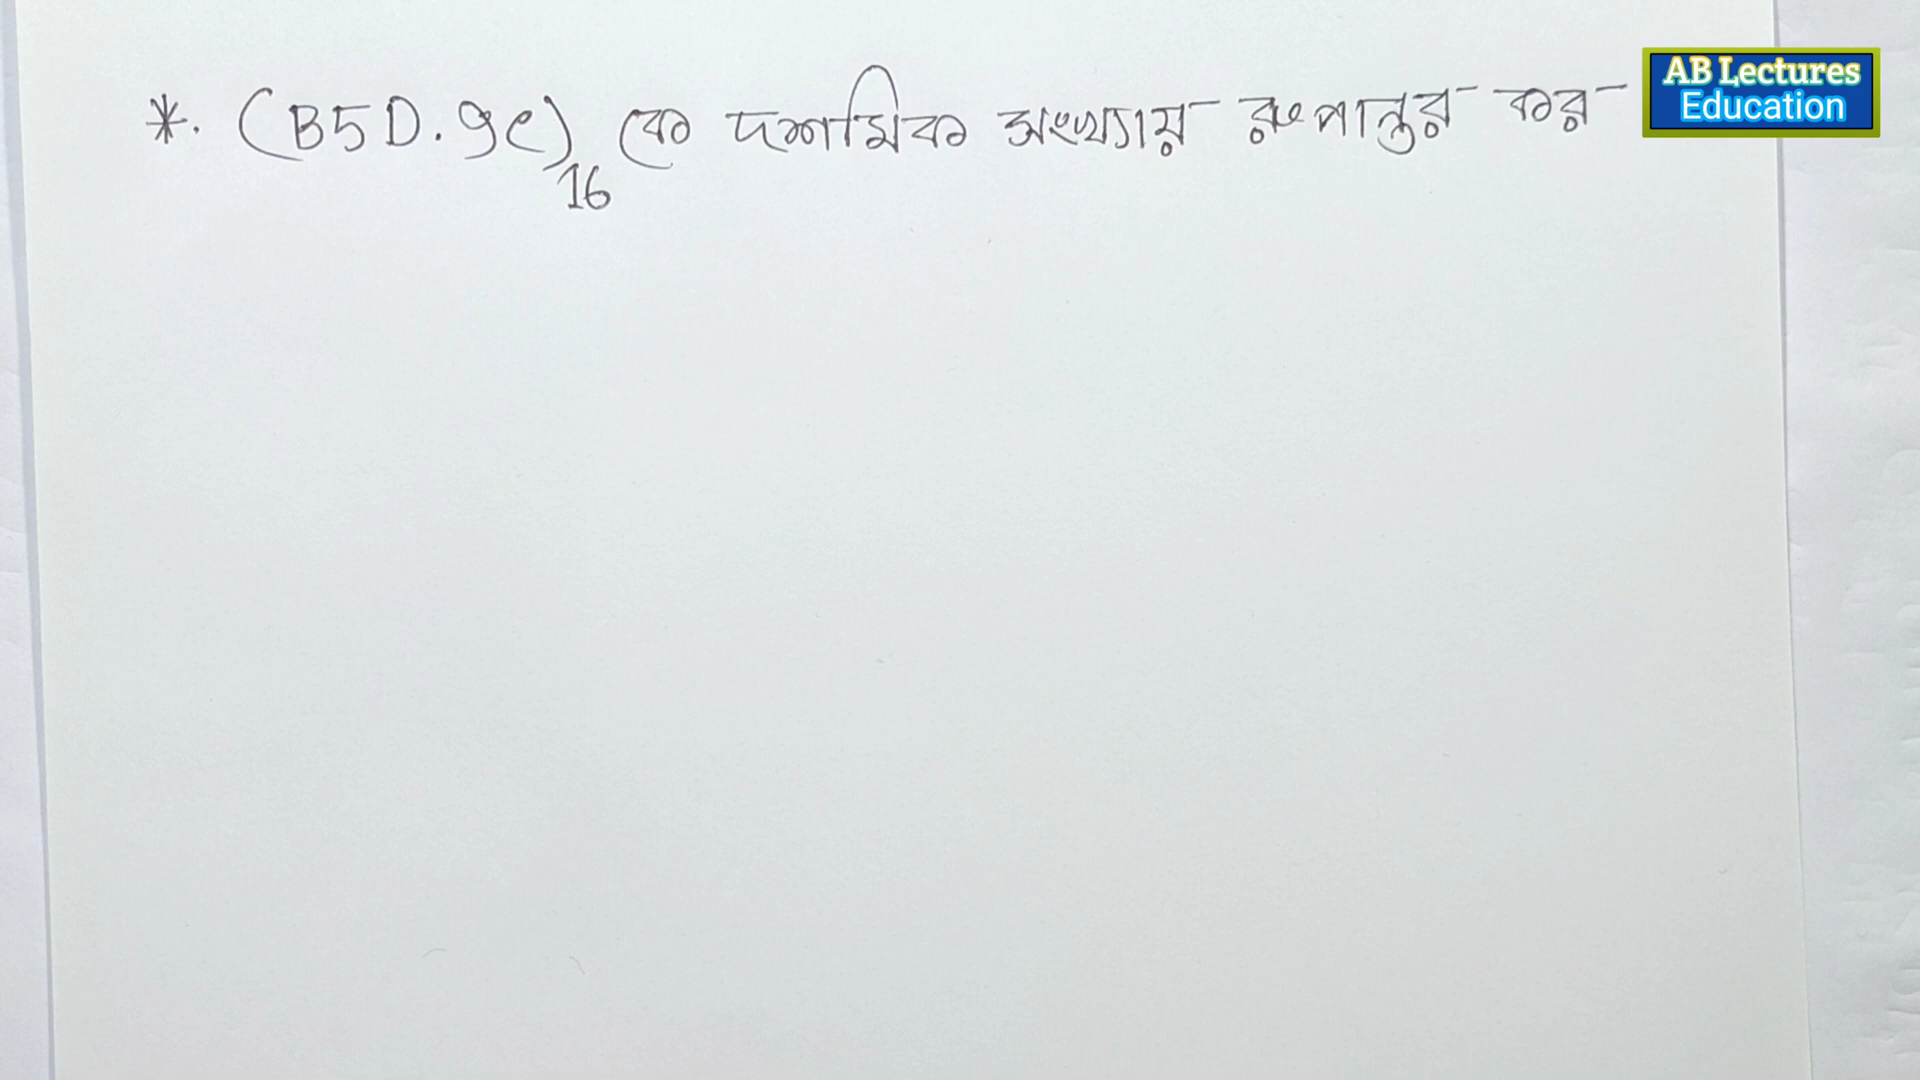 *. (B5D.9C)₁₆ কে দশমিক সংখ্যায় রুপান্তর কর
AB Lectures
Education